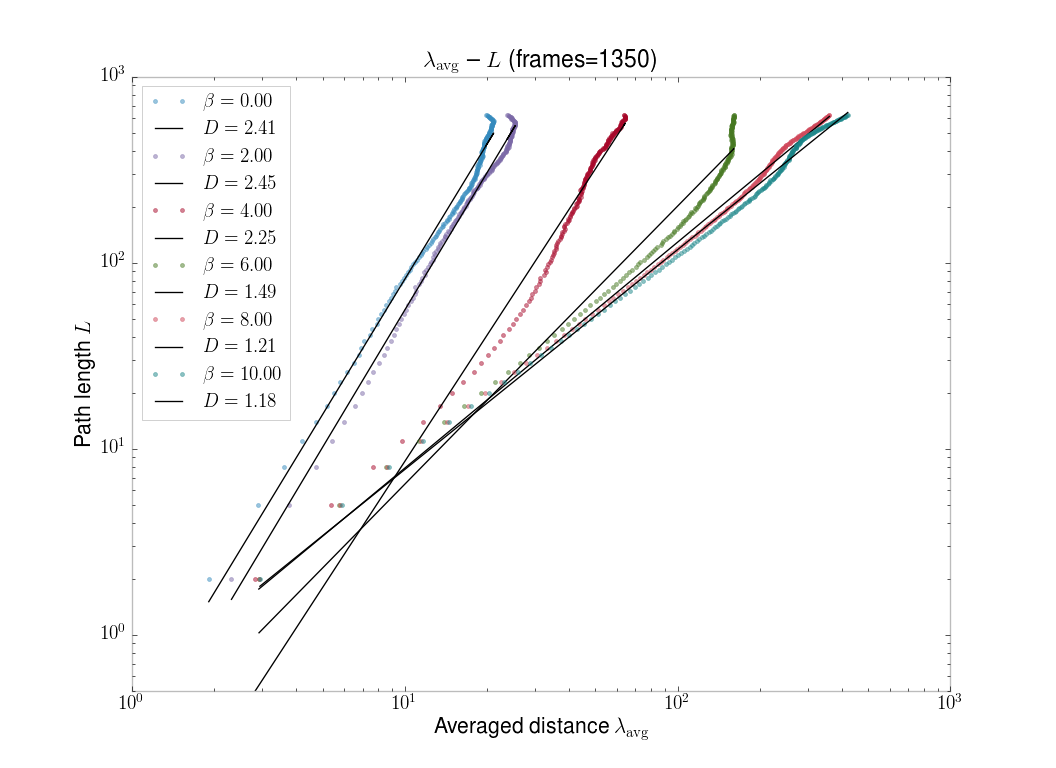 λavg − L (frames=1350)
10³
10²
10¹
10⁰
Path length L
β = 0.00
D = 2.41
β = 2.00
D = 2.45
β = 4.00
D = 2.25
β = 6.00
D = 1.49
β = 8.00
D = 1.21
β = 10.00
D = 1.18
10⁰ 10¹ 10² 10³
Averaged distance λavg